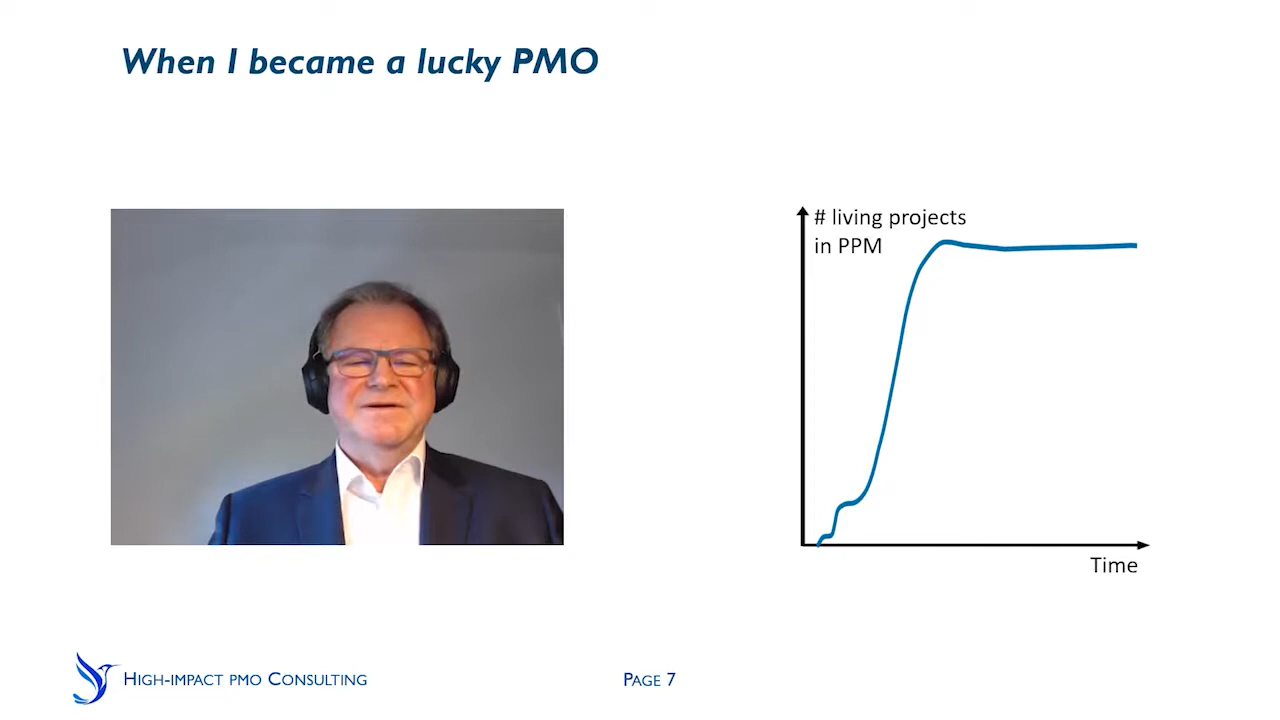 When I became a lucky PMO
# living projects
in PPM
Time
HIGH-IMPACT PMO CONSULTING
PAGE 7